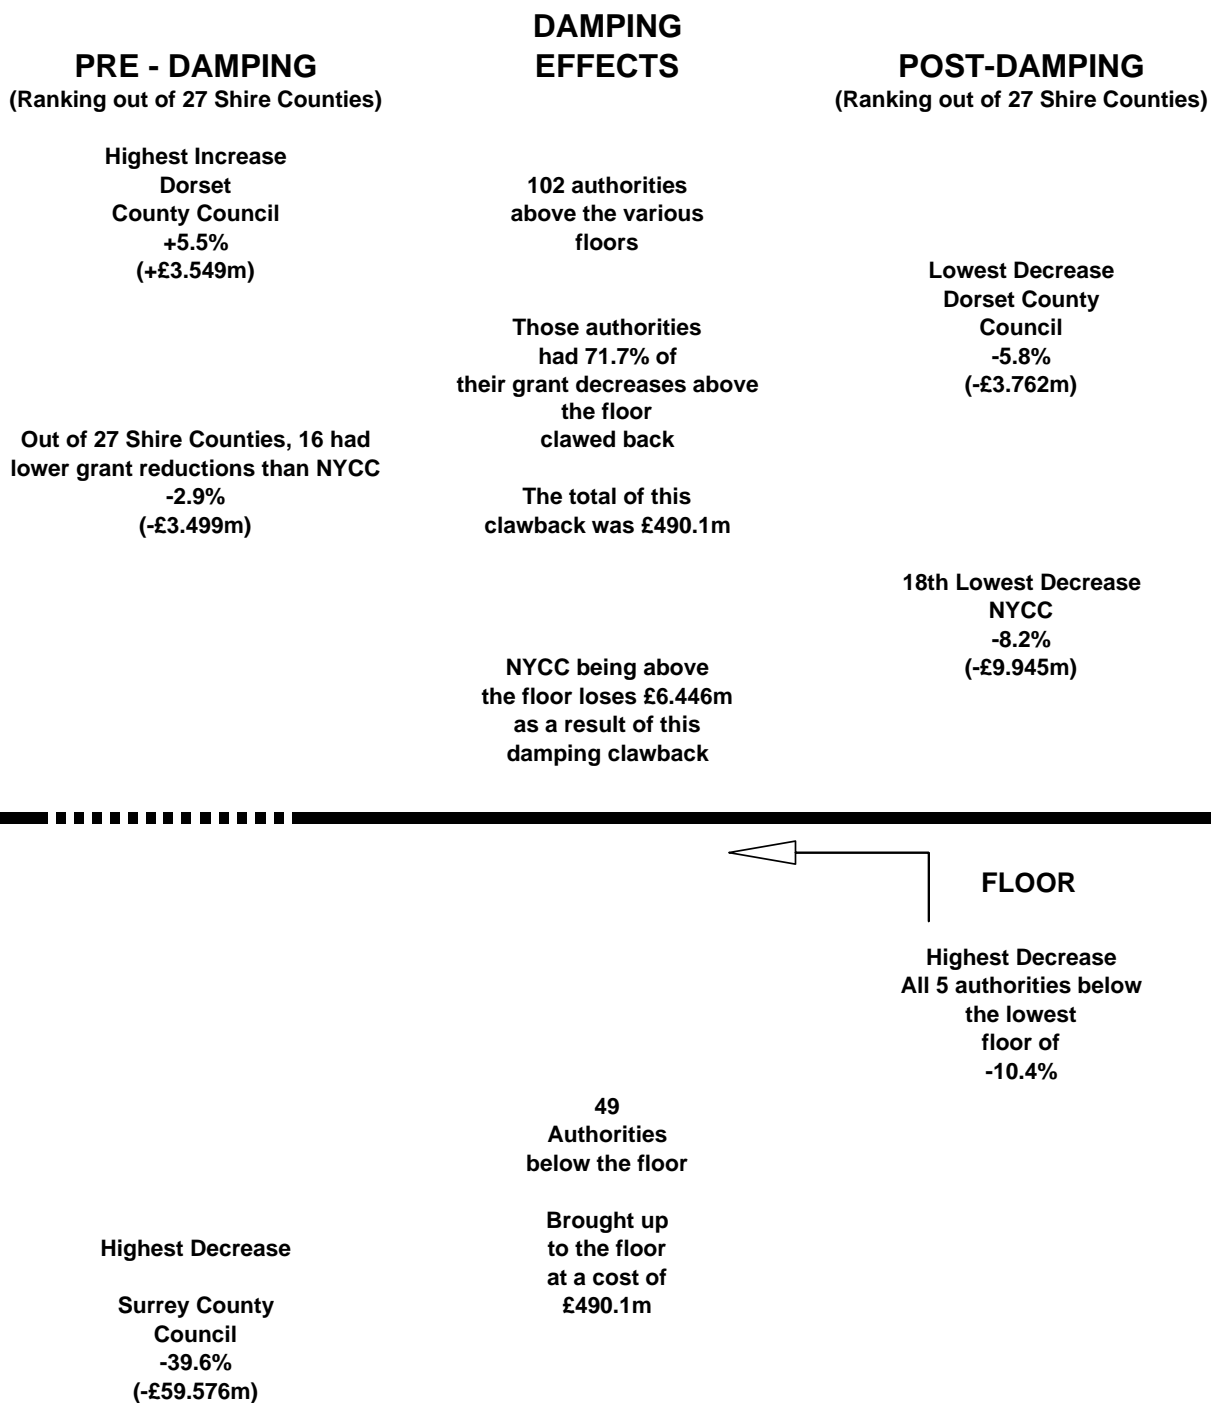 PRE - DAMPING
(Ranking out of 27 Shire Counties)
Highest Increase
Dorset
County Council
+5.5%
(+£3.549m)
Out of 27 Shire Counties, 16 had
lower grant reductions than NYCC
-2.9%
(-£3.499m)
DAMPING
EFFECTS
102 authorities
above the various
floors
Those authorities
had 71.7% of
their grant decreases above
the floor
clawed back
The total of this
clawback was £490.1m
NYCC being above
the floor loses £6.446m
as a result of this
damping clawback
POST-DAMPING
(Ranking out of 27 Shire Counties)
Lowest Decrease
Dorset County
Council
-5.8%
(-£3.762m)
18th Lowest Decrease
NYCC
-8.2%
(-£9.945m)
FLOOR
Highest Decrease
All 5 authorities below
the lowest
floor of
-10.4%
49
Authorities
below the floor
Brought up
to the floor
at a cost of
£490.1m
Highest Decrease
Surrey County
Council
-39.6%
(-£59.576m)